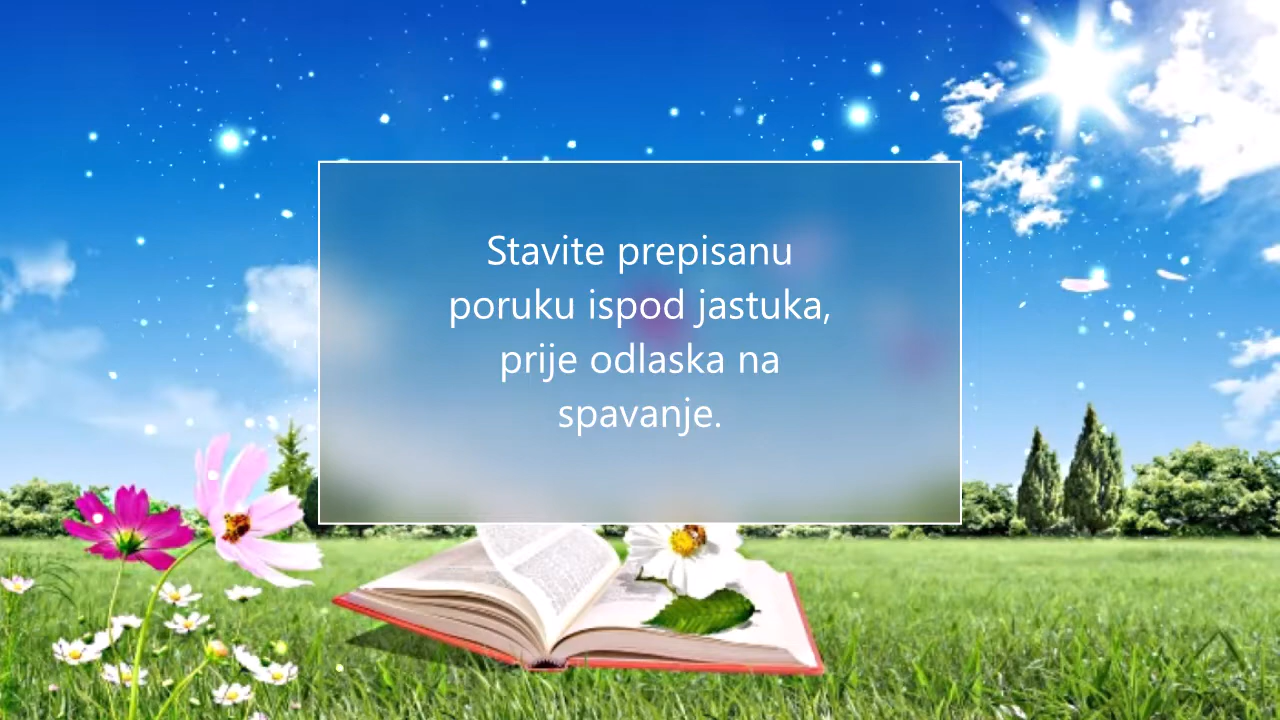 Stavite prepisanu
poruku ispod jastuka,
prije odlaska na
spavanje.